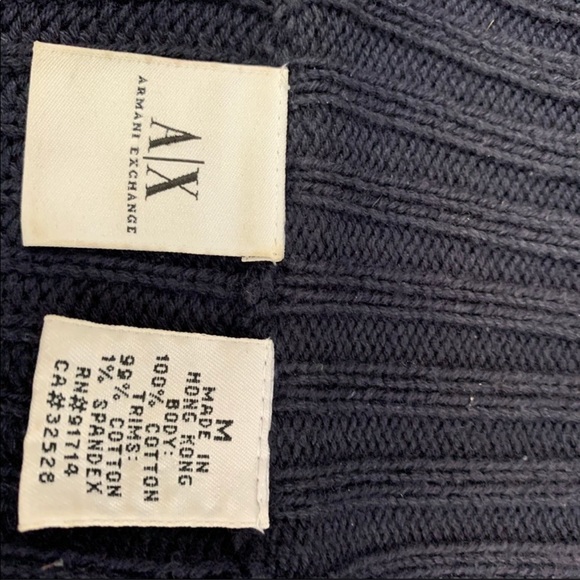 A|X
ARMANI EXCHANGE
M
MADE IN
HONG KONG
BODY:
100% COTTON
TRIMS:
99% COTTON
1% SPANDEX
RN#91714
CA#32528